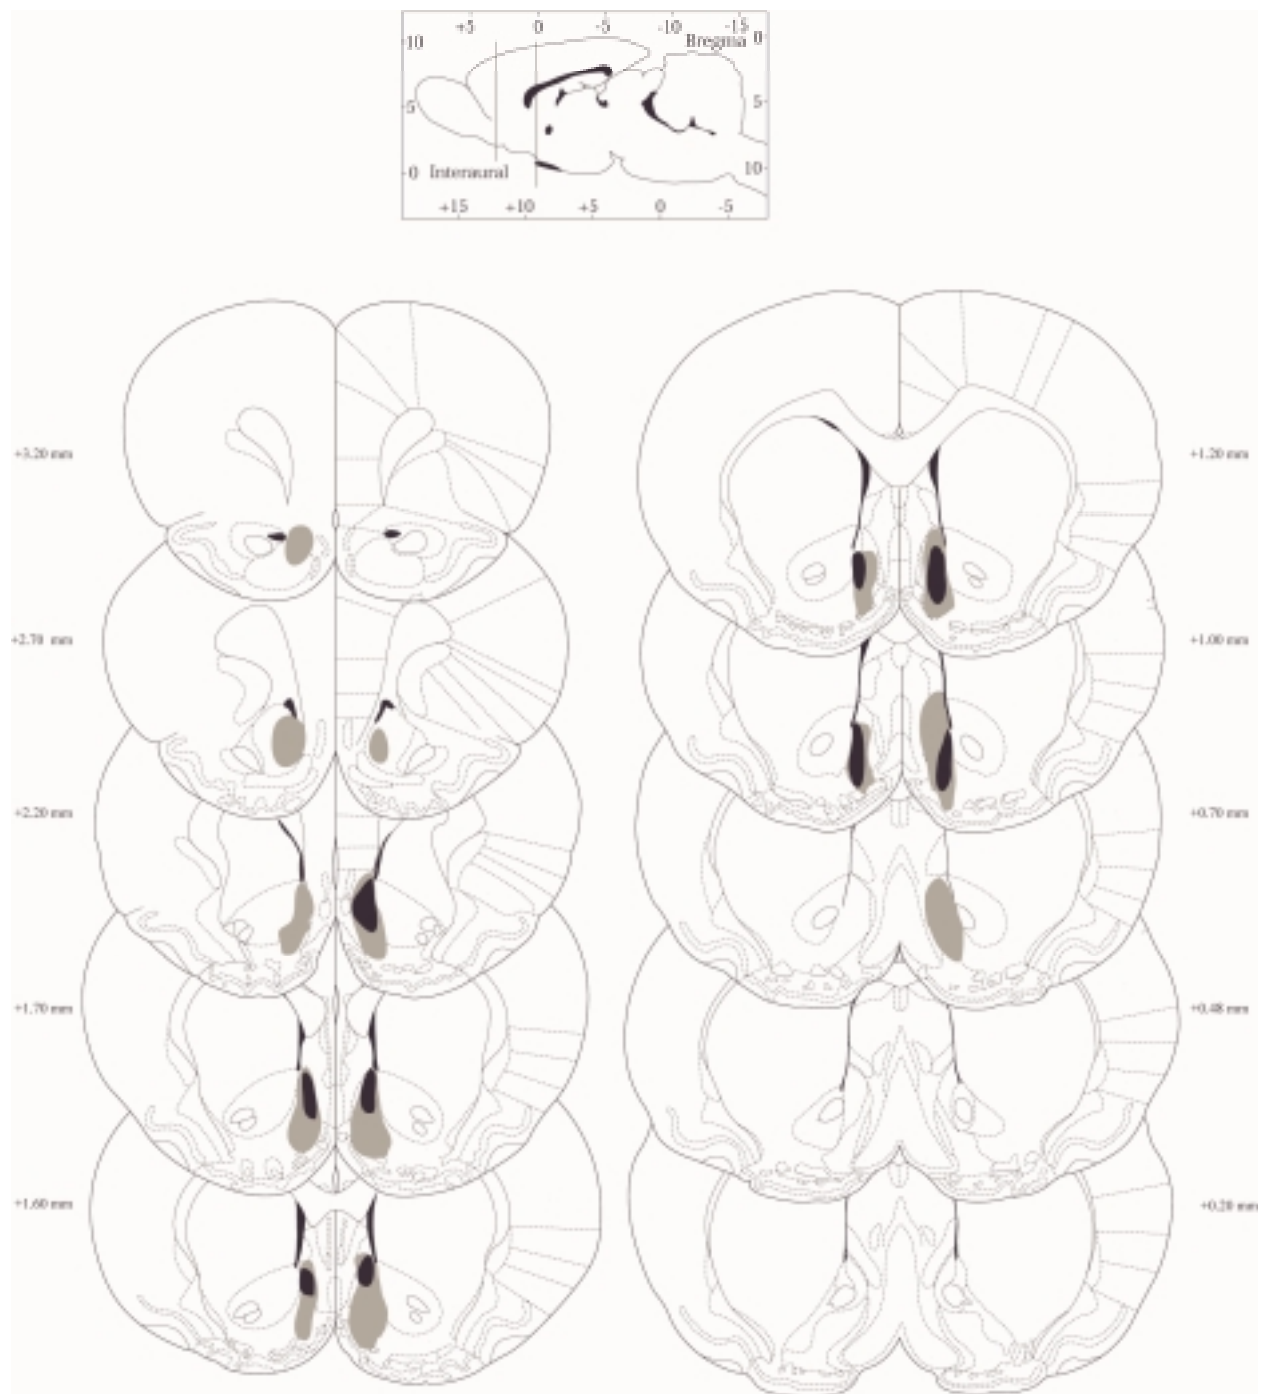 +5 0 -5 -10 -15
10 Bregma 0
5 5
0 Interaural 10
+15 +10 +5 0 -5
+3.20 mm
+2.70 mm
+2.20 mm
+1.70 mm
+1.60 mm
+1.20 mm
+1.00 mm
+0.70 mm
+0.48 mm
+0.20 mm